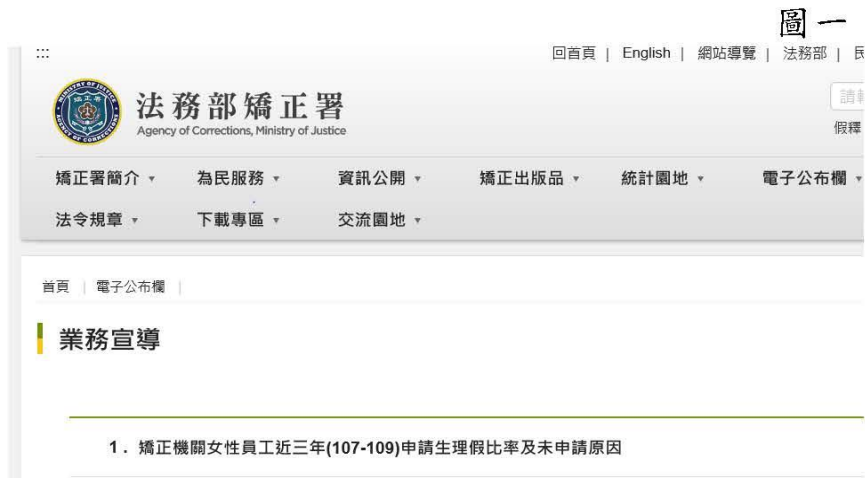 圖一
:::
回首頁 | English | 網站導覽 | 法務部 |
法務部矯正署
Agency of Corrections, Ministry of Justice
假釋
矯正署簡介 ▾ 為民服務 ▾ 資訊公開 ▾ 矯正出版品 ▾ 統計園地 ▾ 電子公布欄 ▾
法令規章 ▾ 下載專區 ▾ 交流園地 ▾
首頁 | 電子公布欄 |
業務宣導
1. 矯正機關女性員工近三年(107-109)申請生理假比率及未申請原因